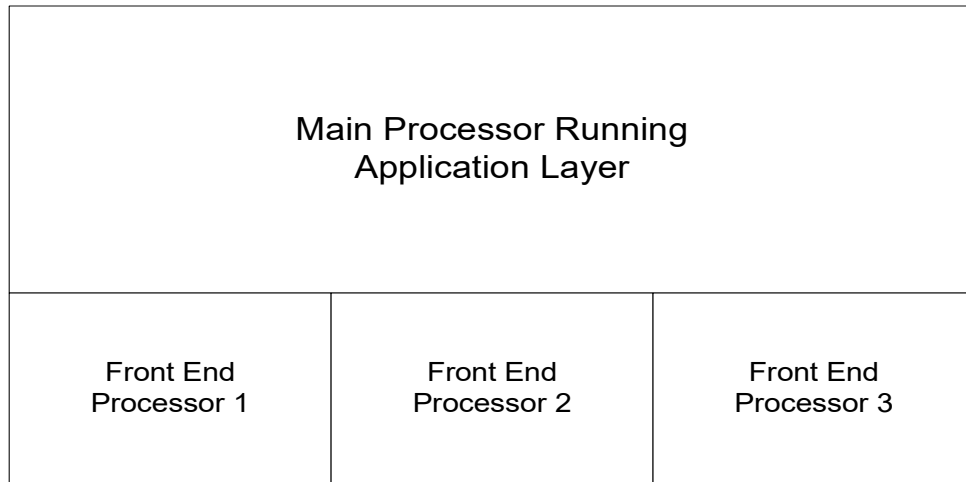 Main Processor Running
Application Layer
Front End
Processor 1
Front End
Processor 2
Front End
Processor 3